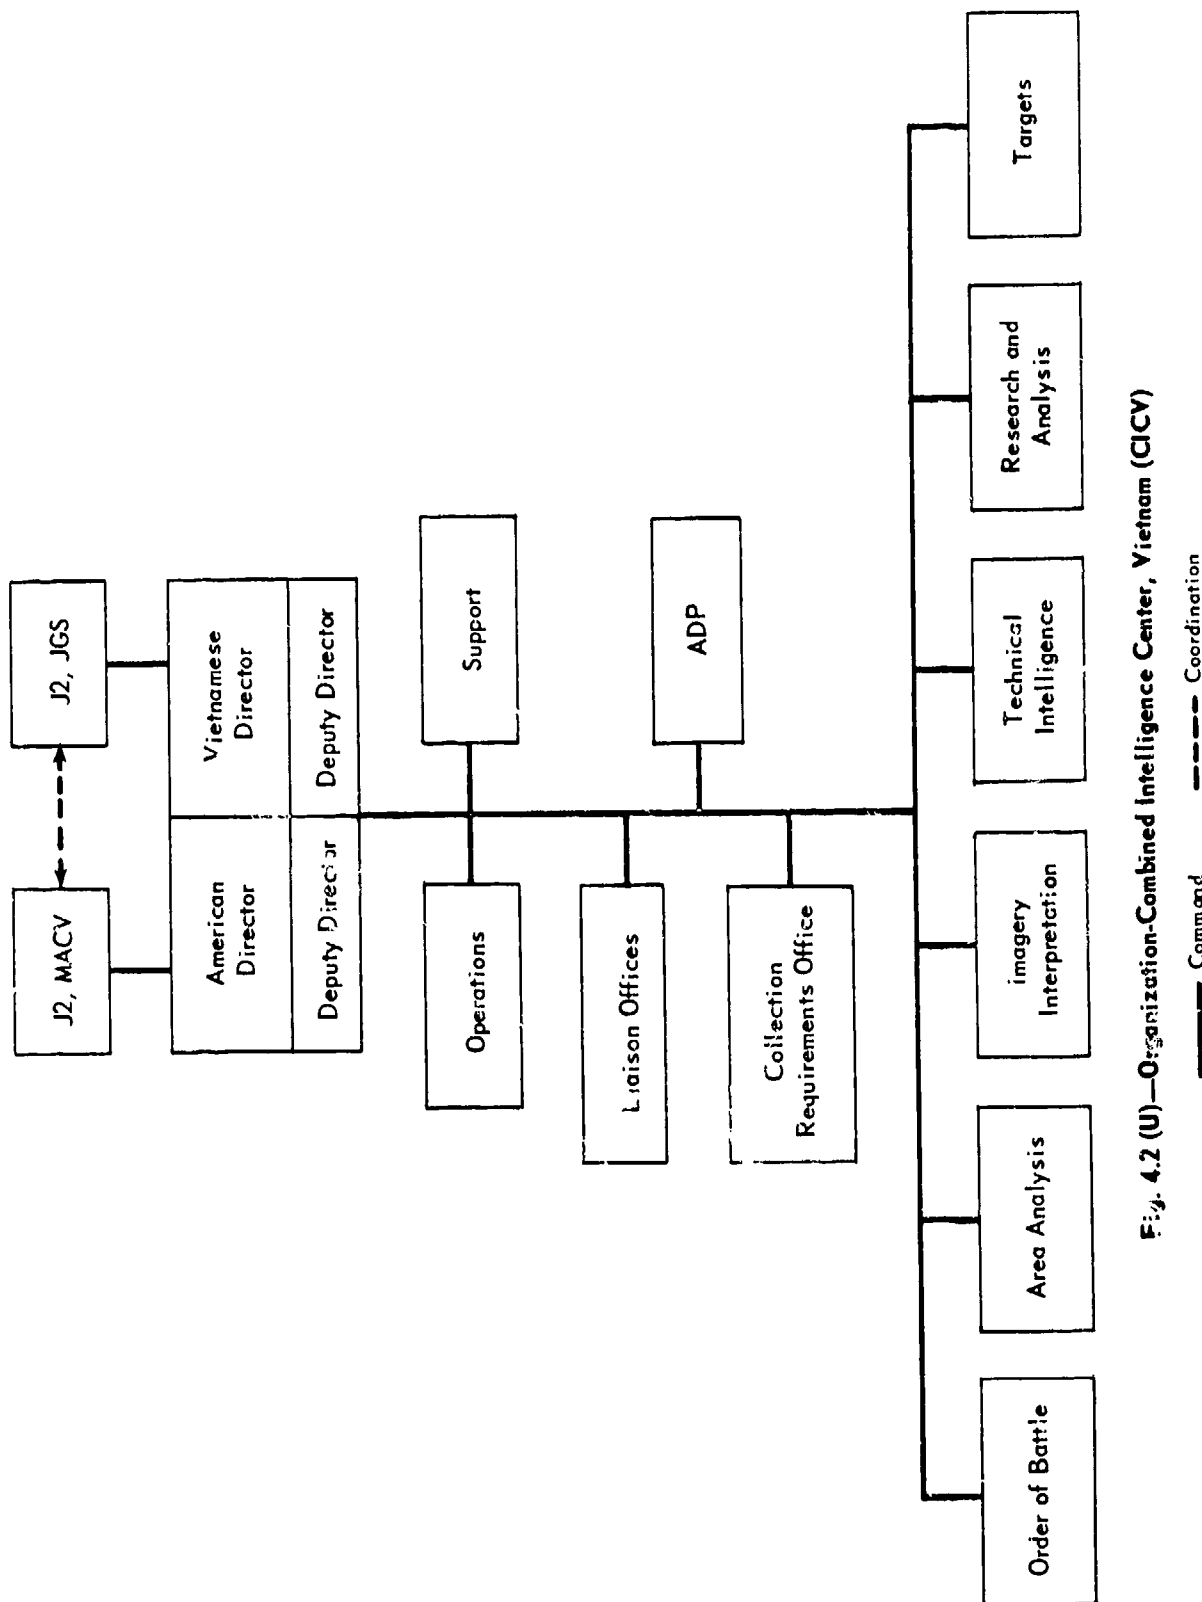 J2, MACV
J2, JGS
American
Director
Vietnamese
Director
Deputy Director
Deputy Director
Operations
Support
Liaison Offices
ADP
Collection
Requirements Office
Order of Battle
Area Analysis
Imagery
Interpretation
Technical
Intelligence
Research and
Analysis
Targets
Fig. 4.2 (U)—Organization-Combined Intelligence Center, Vietnam (CICV)
Command
Coordination